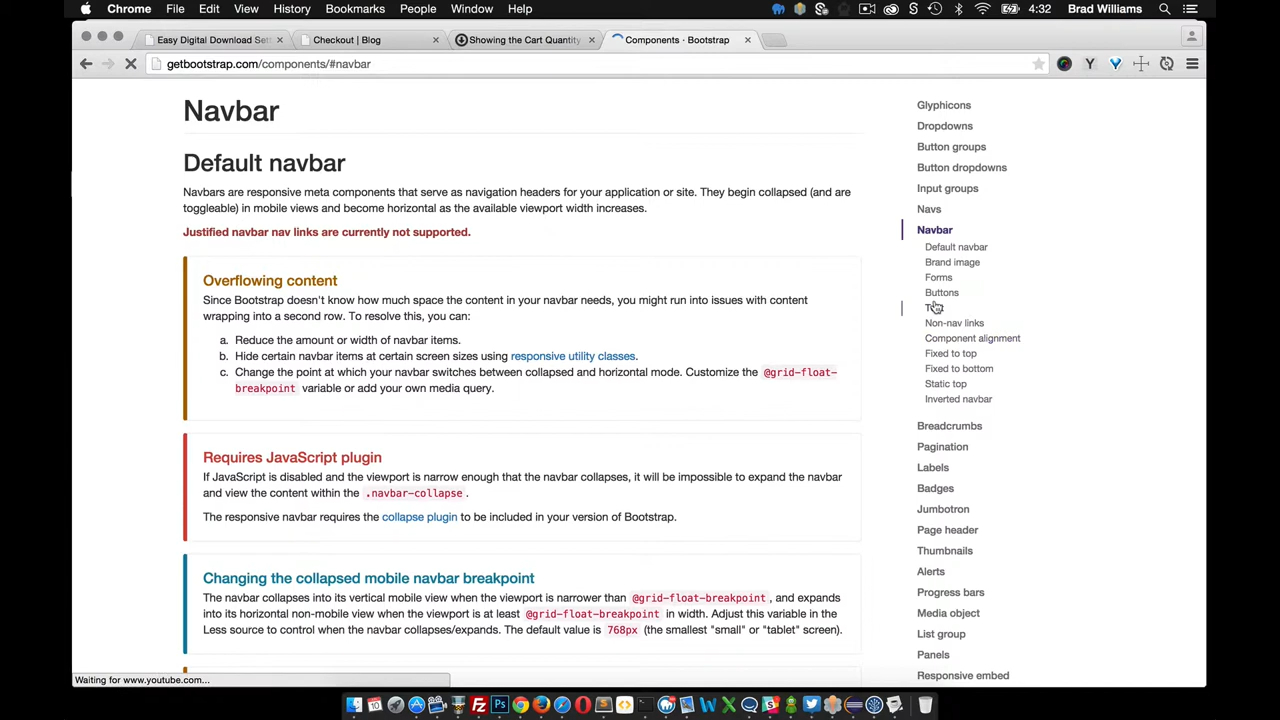 Chrome File Edit View History Bookmarks People Window Help 4:32 Brad Williams
Easy Digital Download Set
Checkout | Blog
Showing the Cart Quantity
Components · Bootstrap
getbootstrap.com/components/#navbar
Navbar
Default navbar
Navbars are responsive meta components that serve as navigation headers for your application or site. They begin collapsed (and are
toggleable) in mobile views and become horizontal as the available viewport width increases.
Justified navbar nav links are currently not supported.
Overflowing content
Since Bootstrap doesn't know how much space the content in your navbar needs, you might run into issues with content
wrapping into a second row. To resolve this, you can:
a. Reduce the amount or width of navbar items.
b. Hide certain navbar items at certain screen sizes using responsive utility classes.
c. Change the point at which your navbar switches between collapsed and horizontal mode. Customize the @grid-float-
breakpoint variable or add your own media query.
Requires JavaScript plugin
If JavaScript is disabled and the viewport is narrow enough that the navbar collapses, it will be impossible to expand the navbar
and view the content within the .navbar-collapse.
The responsive navbar requires the collapse plugin to be included in your version of Bootstrap.
Changing the collapsed mobile navbar breakpoint
The navbar collapses into its vertical mobile view when the viewport is narrower than @grid-float-breakpoint, and expands
into its horizontal non-mobile view when the viewport is at least @grid-float-breakpoint in width. Adjust this variable in the
Less source to control when the navbar collapses/expands. The default value is 768px (the smallest "small" or "tablet" screen).
Glyphicons
Dropdowns
Button groups
Button dropdowns
Input groups
Navs
Navbar
Default navbar
Brand image
Forms
Buttons
Non-nav links
Component alignment
Fixed to top
Fixed to bottom
Static top
Inverted navbar
Breadcrumbs
Pagination
Labels
Badges
Jumbotron
Page header
Thumbnails
Alerts
Progress bars
Media object
List group
Panels
Responsive embed
Waiting for www.youtube.com...